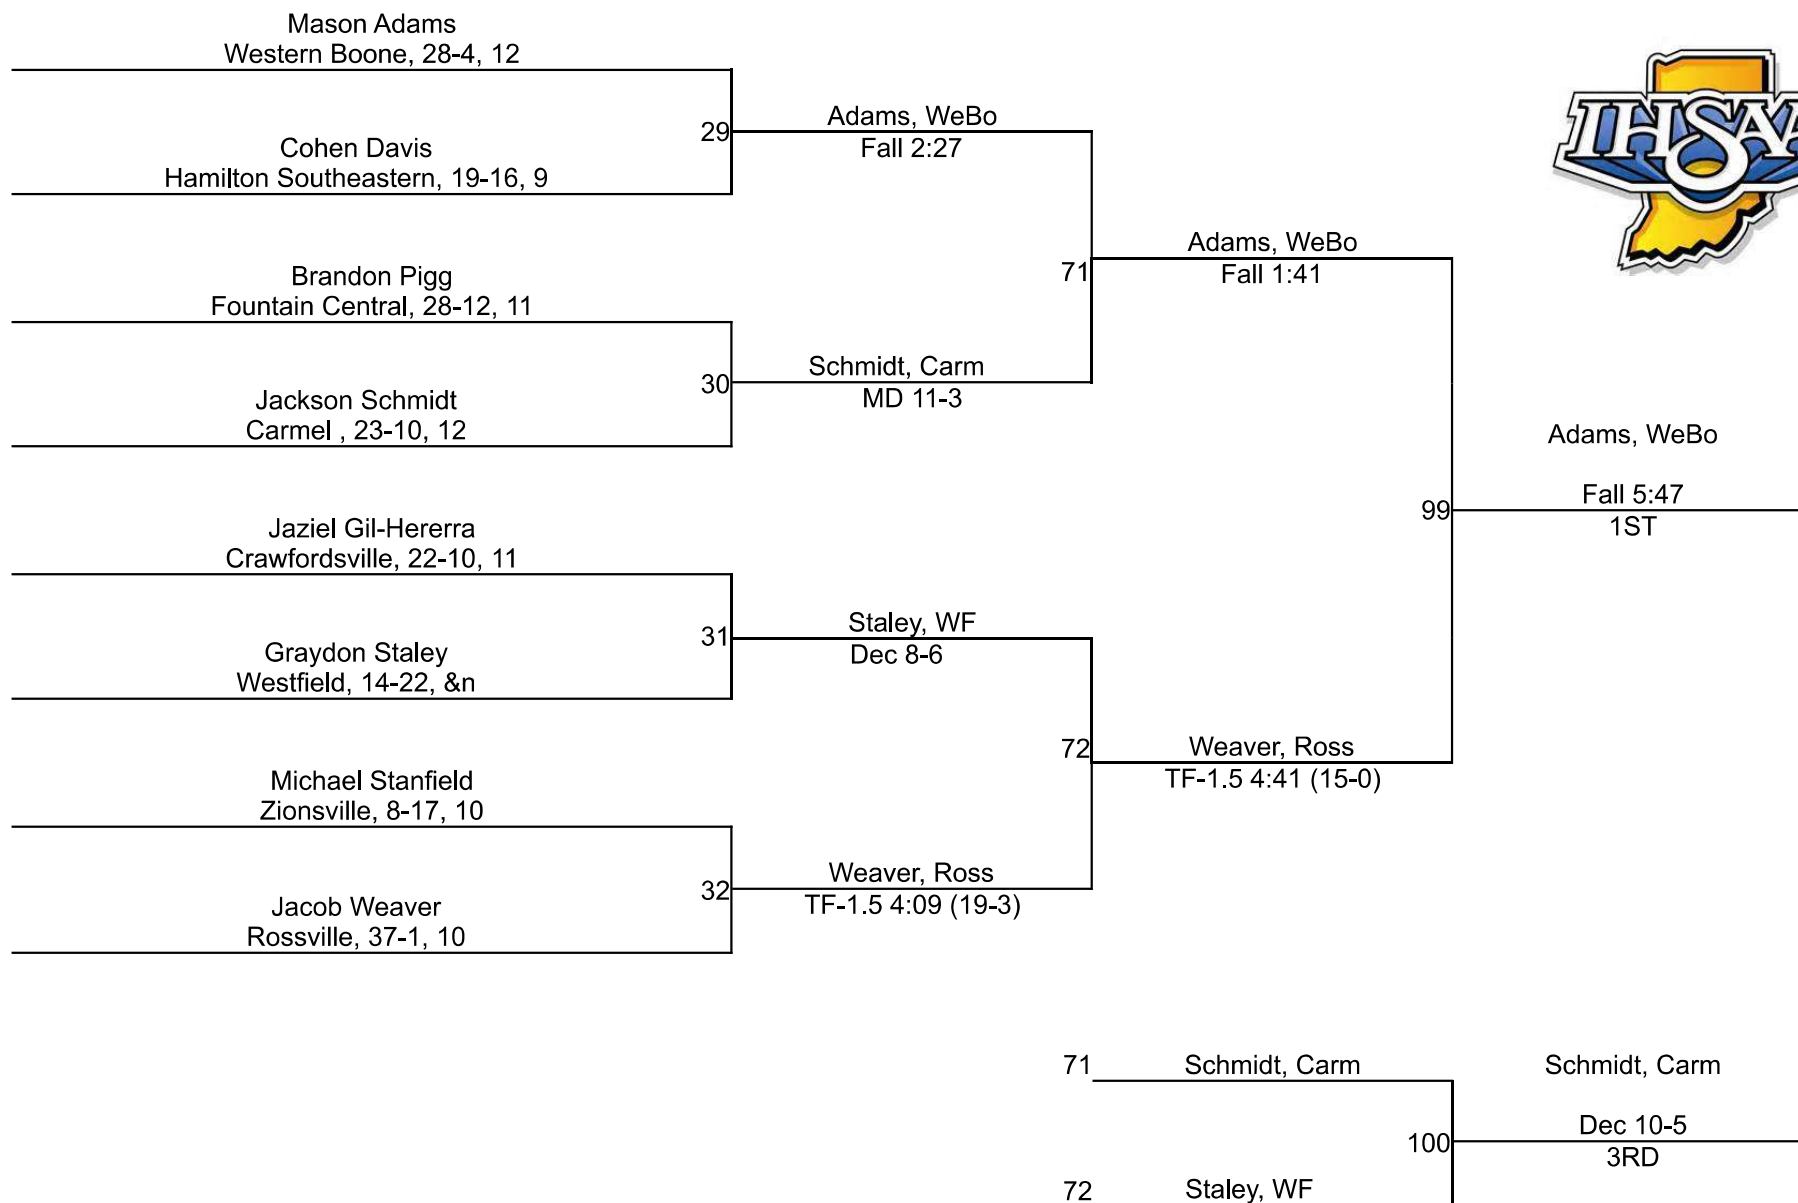 Mason Adams
Western Boone, 28-4, 12
29
Adams, WeBo
Fall 2:27
Cohen Davis
Hamilton Southeastern, 19-16, 9
IHSAA
71
Adams, WeBo
Fall 1:41
Brandon Pigg
Fountain Central, 28-12, 11
30
Schmidt, Carm
MD 11-3
Jackson Schmidt
Carmel , 23-10, 12
Adams, WeBo
99
Fall 5:47
1ST
Jaziel Gil-Hererra
Crawfordsville, 22-10, 11
31
Staley, WF
Dec 8-6
Graydon Staley
Westfield, 14-22, &n
72
Weaver, Ross
TF-1.5 4:41 (15-0)
Michael Stanfield
Zionsville, 8-17, 10
32
Weaver, Ross
TF-1.5 4:09 (19-3)
Jacob Weaver
Rossville, 37-1, 10
71
Schmidt, Carm
Schmidt, Carm
100
Dec 10-5
3RD
72
Staley, WF